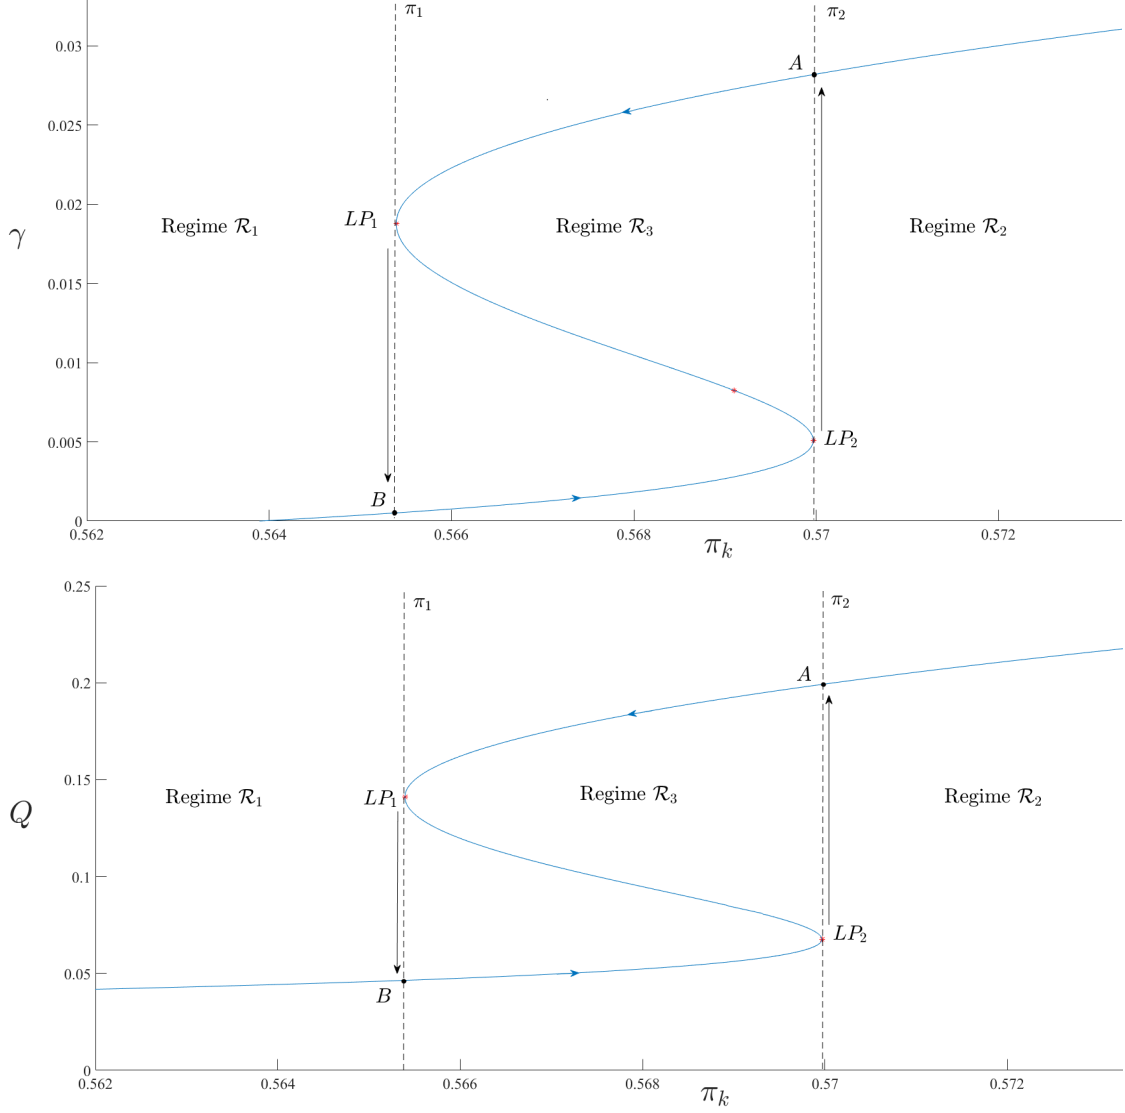 π₁
π₂
0.03
A
0.025
0.02
LP₁
Regime ℛ₁
Regime ℛ₃
Regime ℛ₂
γ
0.015
0.01
0.005
LP₂
B
0
0.562
0.564
0.566
0.568
0.57
0.572
πₖ
0.25
π₁
π₂
0.2
A
0.15
LP₁
Regime ℛ₁
Regime ℛ₃
Regime ℛ₂
Q
0.1
LP₂
0.05
B
0
0.562
0.564
0.566
0.568
0.57
0.572
πₖ